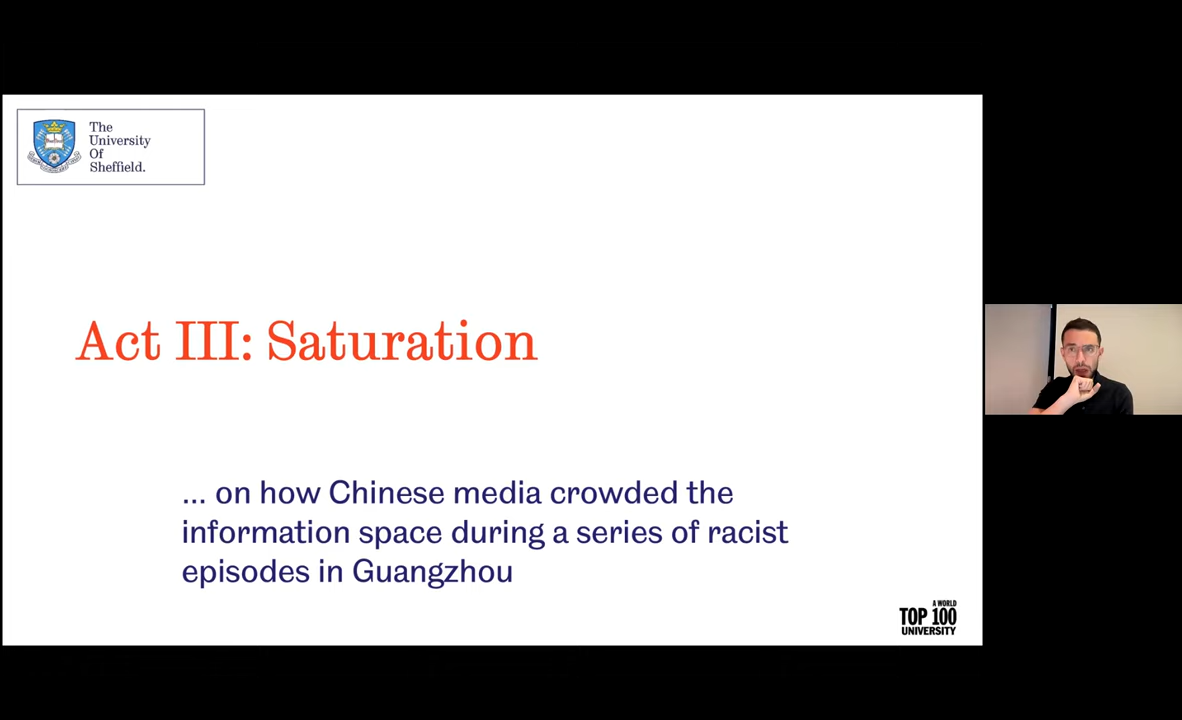 The
University
Of
Sheffield.
Act III: Saturation
... on how Chinese media crowded the
information space during a series of racist
episodes in Guangzhou
A WORLD
TOP 100
UNIVERSITY